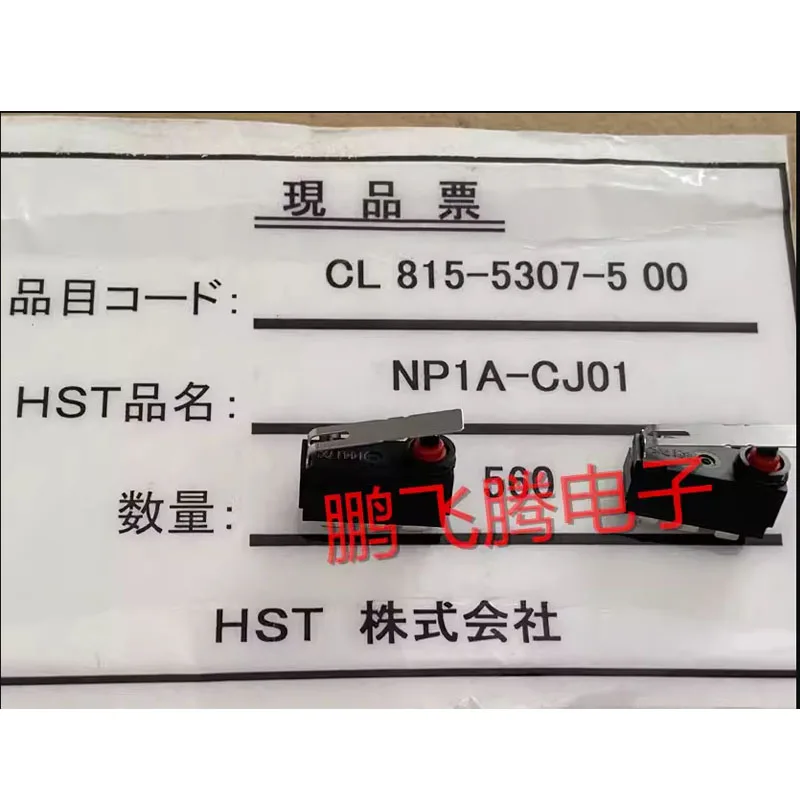 現品票
品目コード: CL 815-5307-5 00
HST品名: NP1A-CJ01
数量: 500
鹏飞腾电子
HST 株式会社